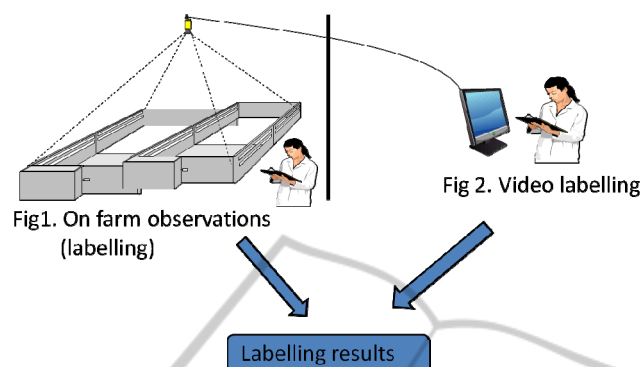 Fig1. On farm observations
(labelling)
Fig 2. Video labelling
Labelling results